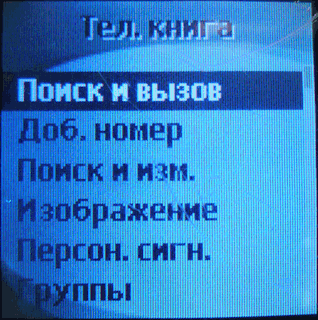 Тел. книга
Поиск и вызов
Доб. номер
Поиск и изм.
Изображение
Персон. сигн.
Группы